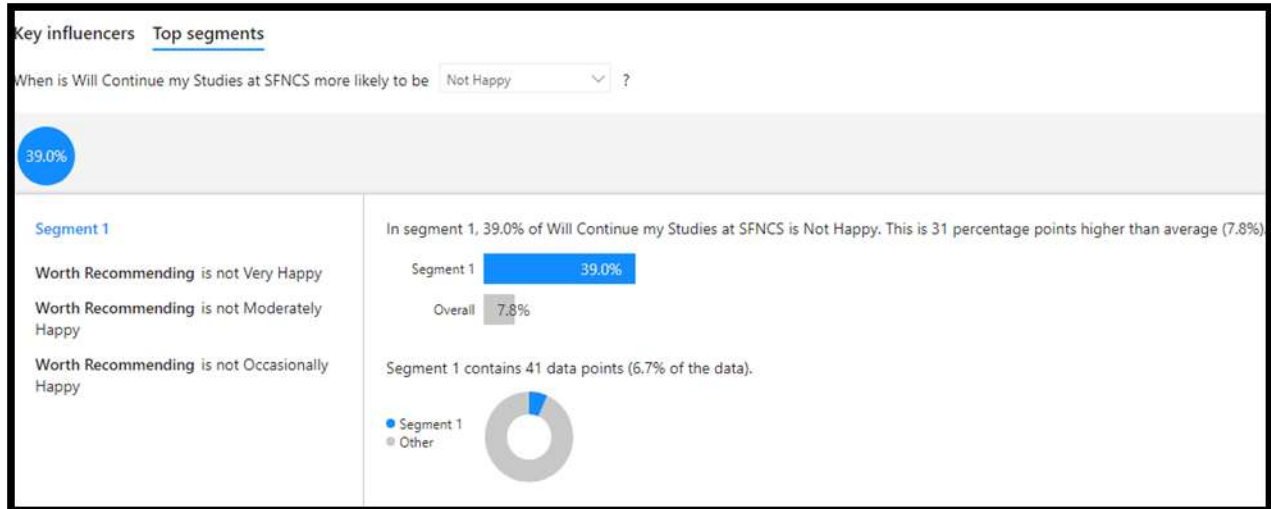 Key influencers Top segments
When is Will Continue my Studies at SFNCS more likely to be Not Happy ?
39.0%
Segment 1
Worth Recommending is not Very Happy
Worth Recommending is not Moderately
Happy
Worth Recommending is not Occasionally
Happy
In segment 1, 39.0% of Will Continue my Studies at SFNCS is Not Happy. This is 31 percentage points higher than average (7.8%).
Segment 1 39.0%
Overall 7.8%
Segment 1 contains 41 data points (6.7% of the data).
Segment 1
Other